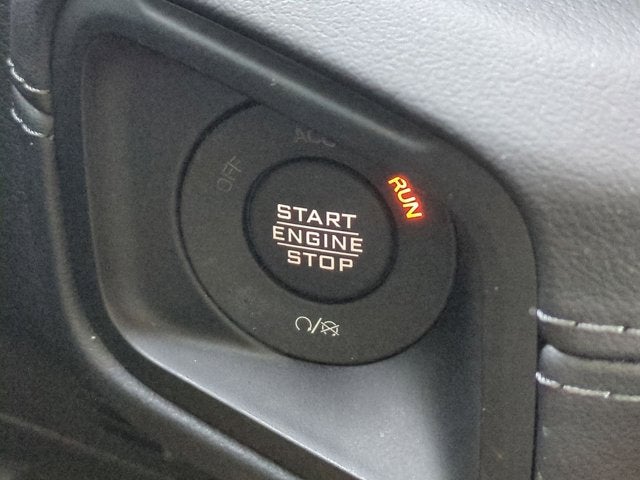 ACC
OFF
RUN
START
ENGINE
STOP